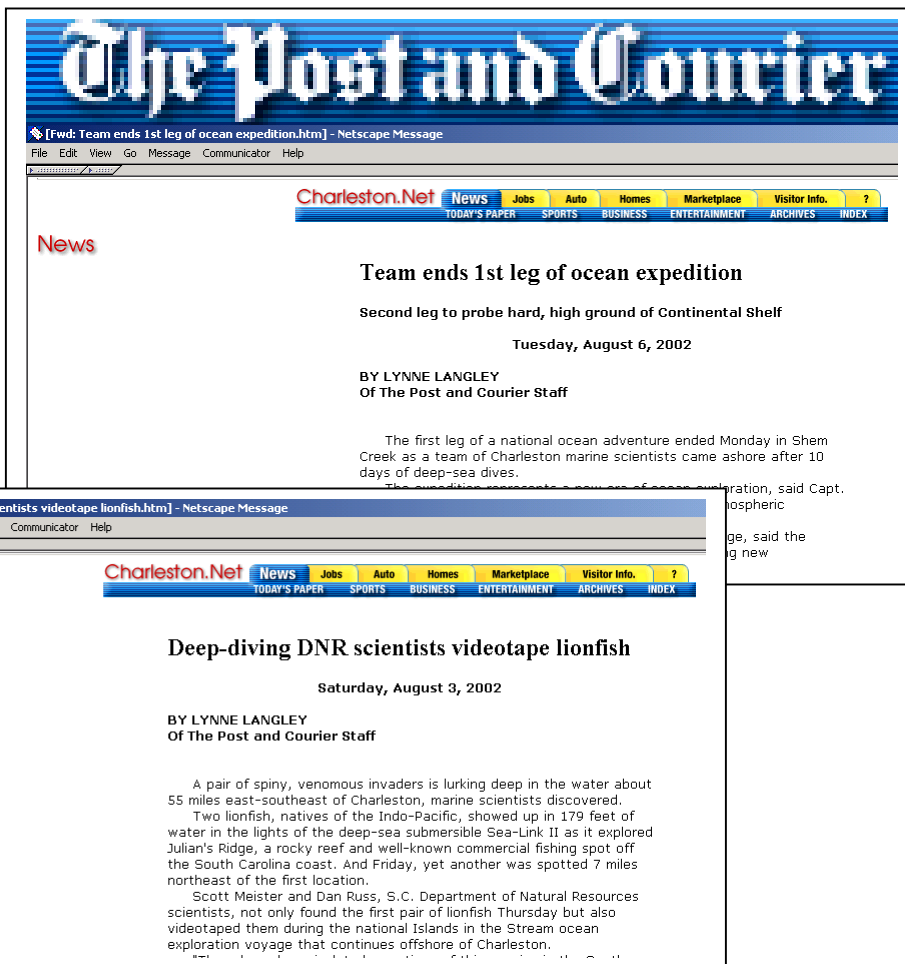 The Post and Courier
[Fwd: Team ends 1st leg of ocean expedition.htm] - Netscape Message
File Edit View Go Message Communicator Help
Charleston.Net News Jobs Auto Homes Marketplace Visitor Info. ?
TODAY'S PAPER SPORTS BUSINESS ENTERTAINMENT ARCHIVES INDEX
News
Team ends 1st leg of ocean expedition
Second leg to probe hard, high ground of Continental Shelf
Tuesday, August 6, 2002
BY LYNNE LANGLEY
Of The Post and Courier Staff
The first leg of a national ocean adventure ended Monday in Shem
Creek as a team of Charleston marine scientists came ashore after 10
days of deep-sea dives.
The expedition represents a new era of ocean exploration, said Capt.
ge, said the
g new
entists videotape lionfish.htm] - Netscape Message
Communicator Help
Charleston.Net News Jobs Auto Homes Marketplace Visitor Info. ?
TODAY'S PAPER SPORTS BUSINESS ENTERTAINMENT ARCHIVES INDEX
Deep-diving DNR scientists videotape lionfish
Saturday, August 3, 2002
BY LYNNE LANGLEY
Of The Post and Courier Staff
A pair of spiny, venomous invaders is lurking deep in the water about
55 miles east-southeast of Charleston, marine scientists discovered.
Two lionfish, natives of the Indo-Pacific, showed up in 179 feet of
water in the lights of the deep-sea submersible Sea-Link II as it explored
Julian's Ridge, a rocky reef and well-known commercial fishing spot off
the South Carolina coast. And Friday, yet another was spotted 7 miles
northeast of the first location.
Scott Meister and Dan Russ, S.C. Department of Natural Resources
scientists, not only found the first pair of lionfish Thursday but also
videotaped them during the national Islands in the Stream ocean
exploration voyage that continues offshore of Charleston.